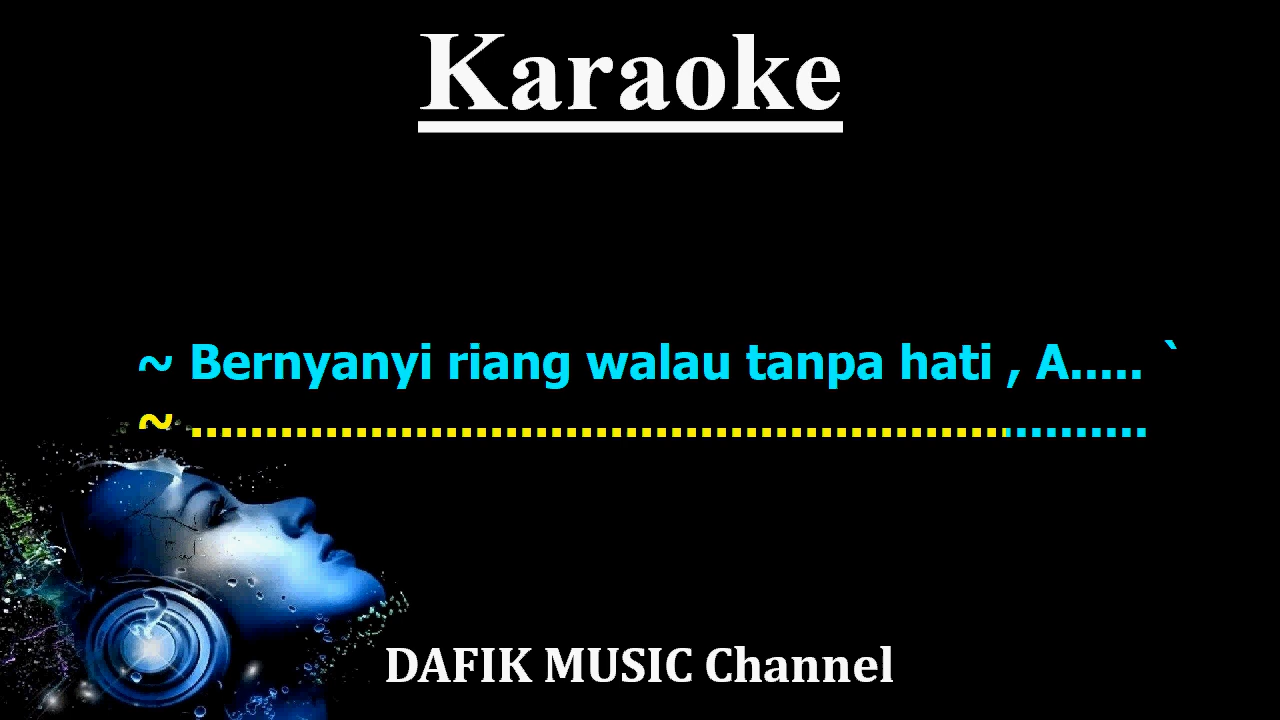 Karaoke
~ Bernyanyi riang walau tanpa hati , A..... `
~ ................................................................
DAFIK MUSIC Channel